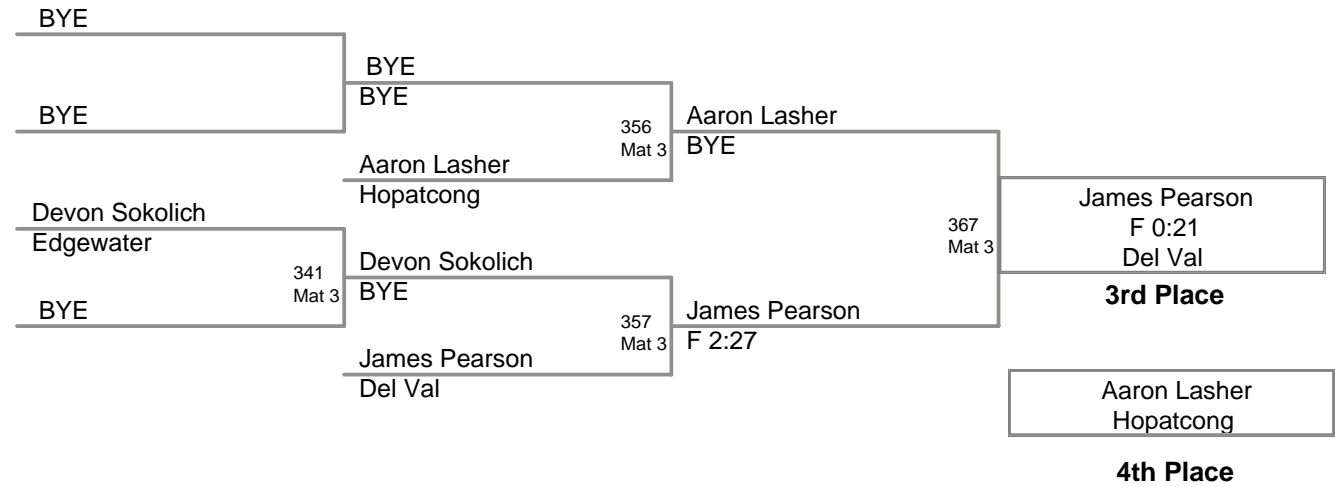 BYE
BYE
BYE
BYE
356
Mat 3
Aaron Lasher
BYE
Aaron Lasher
Hopatcong
Devon Sokolich
Edgewater
341
Mat 3
Devon Sokolich
BYE
BYE
357
Mat 3
James Pearson
F 2:27
James Pearson
Del Val
367
Mat 3
James Pearson
F 0:21
Del Val
3rd Place
Aaron Lasher
Hopatcong
4th Place